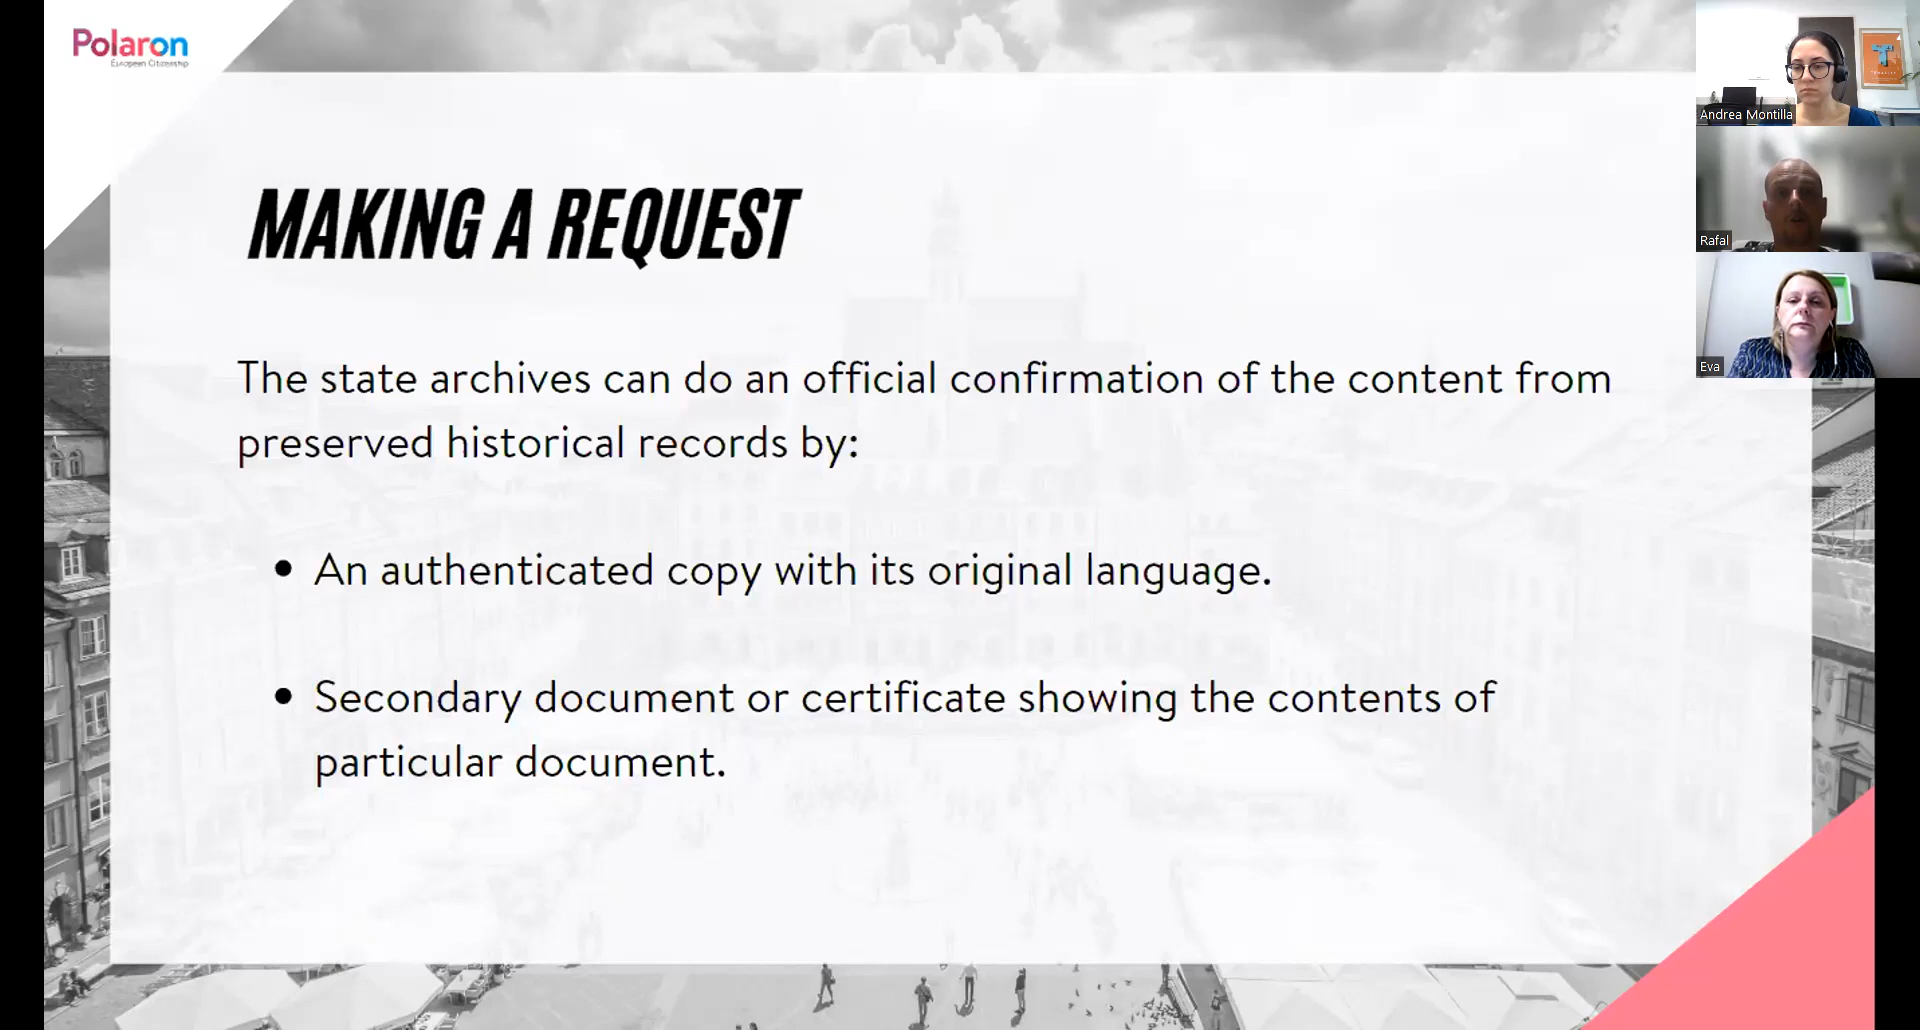 Polaron
European Citizenship
MAKING A REQUEST
The state archives can do an official confirmation of the content from
preserved historical records by:
• An authenticated copy with its original language.
• Secondary document or certificate showing the contents of
particular document.
Andrea Montilla
Rafal
Eva